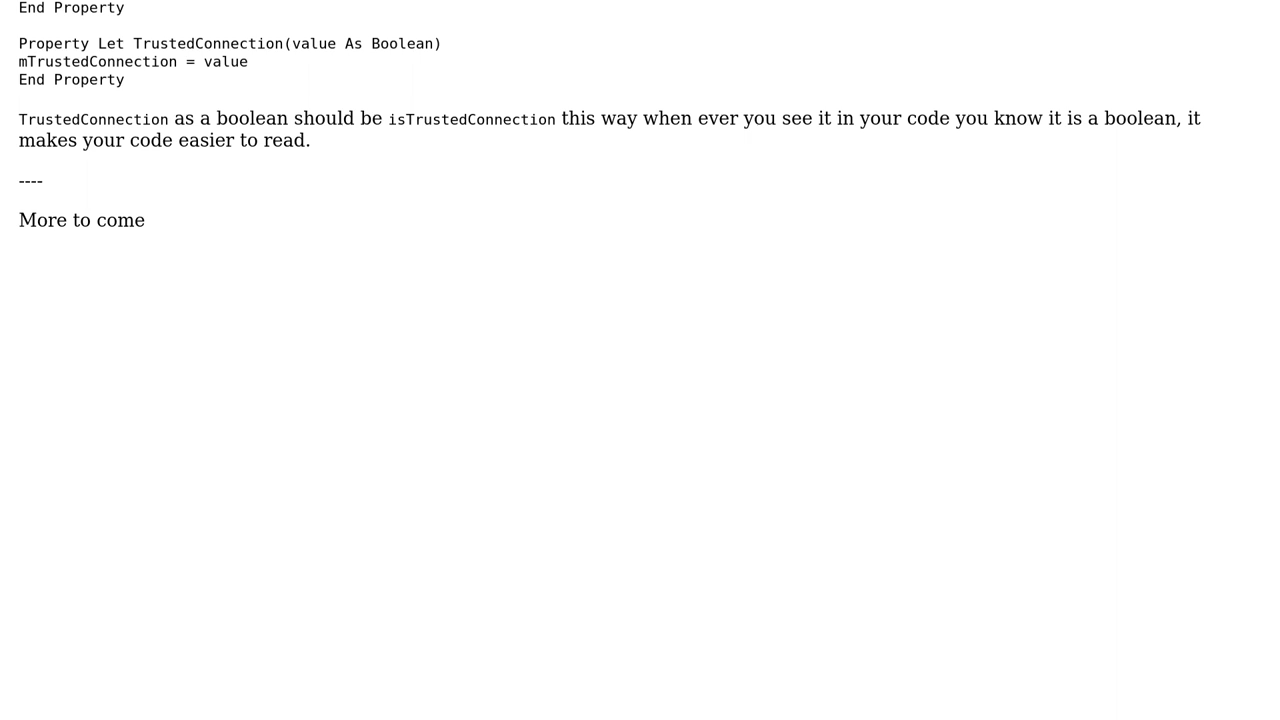 End Property
Property Let TrustedConnection(value As Boolean)
mTrustedConnection = value
End Property
TrustedConnection as a boolean should be isTrustedConnection this way when ever you see it in your code you know it is a boolean, it
makes your code easier to read.
----
More to come